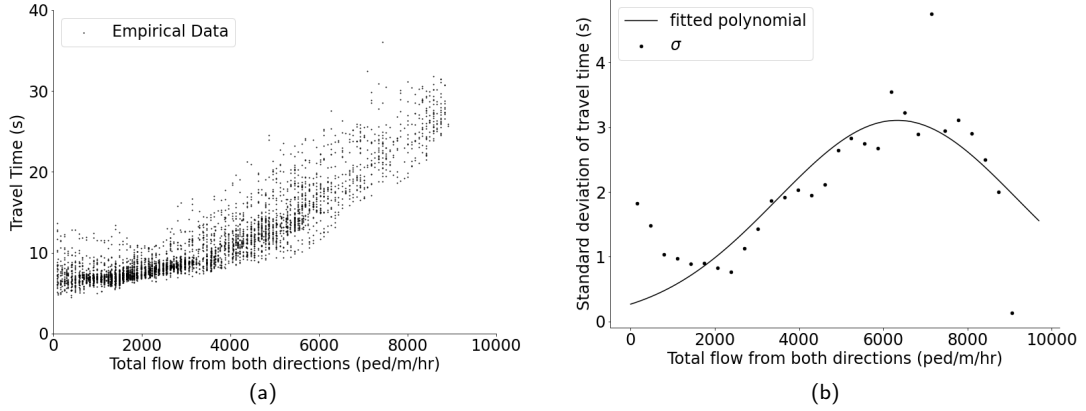 40
30
20
10
0
Travel Time (s)
Empirical Data
0 2000 4000 6000 8000 10000
Total flow from both directions (ped/m/hr)
(a)
4
3
2
1
0
Standard deviation of travel time (s)
fitted polynomial
σ
0 2000 4000 6000 8000 10000
Total flow from both directions (ped/m/hr)
(b)